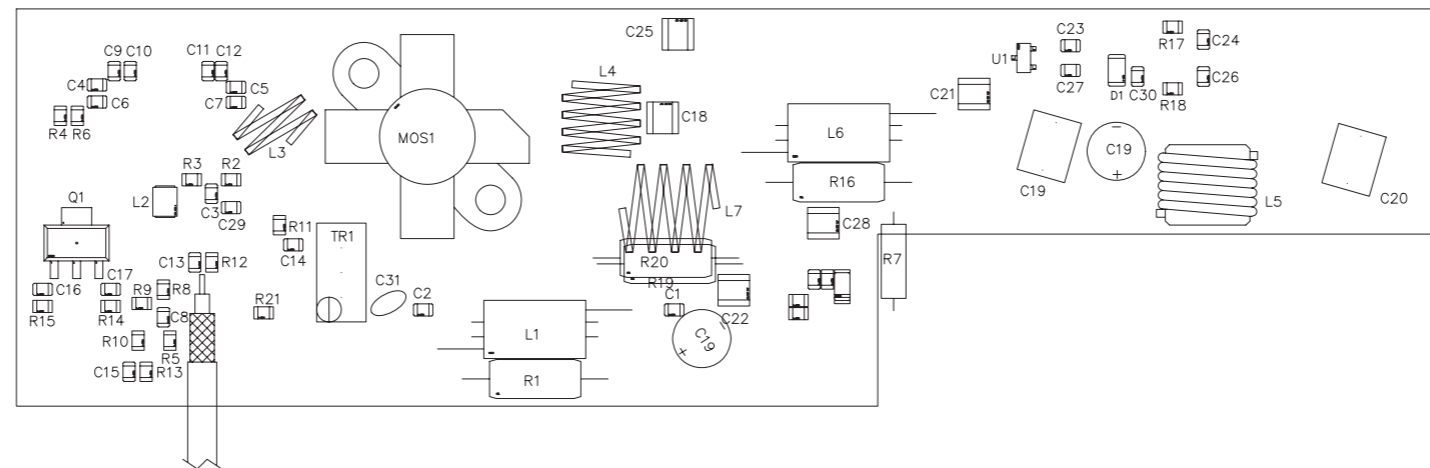 C25
C23
R17
C24
C9 C10
C11 C12
U1
L4
C4
C5
C27
D1
C30
R18
C26
C21
C6
C7
R4 R6
C18
MOS1
L6
L3
C19
C19
R3
R2
R16
C19
C20
Q1
L2
C3
C29
L7
L5
R11
C28
TR1
C14
C13
R12
R20
R7
C17
C16
R9
R8
C31
R19
R21
C2
C1
C22
R15
R14
C8
L1
C19
R10
R5
C15
R13
R1